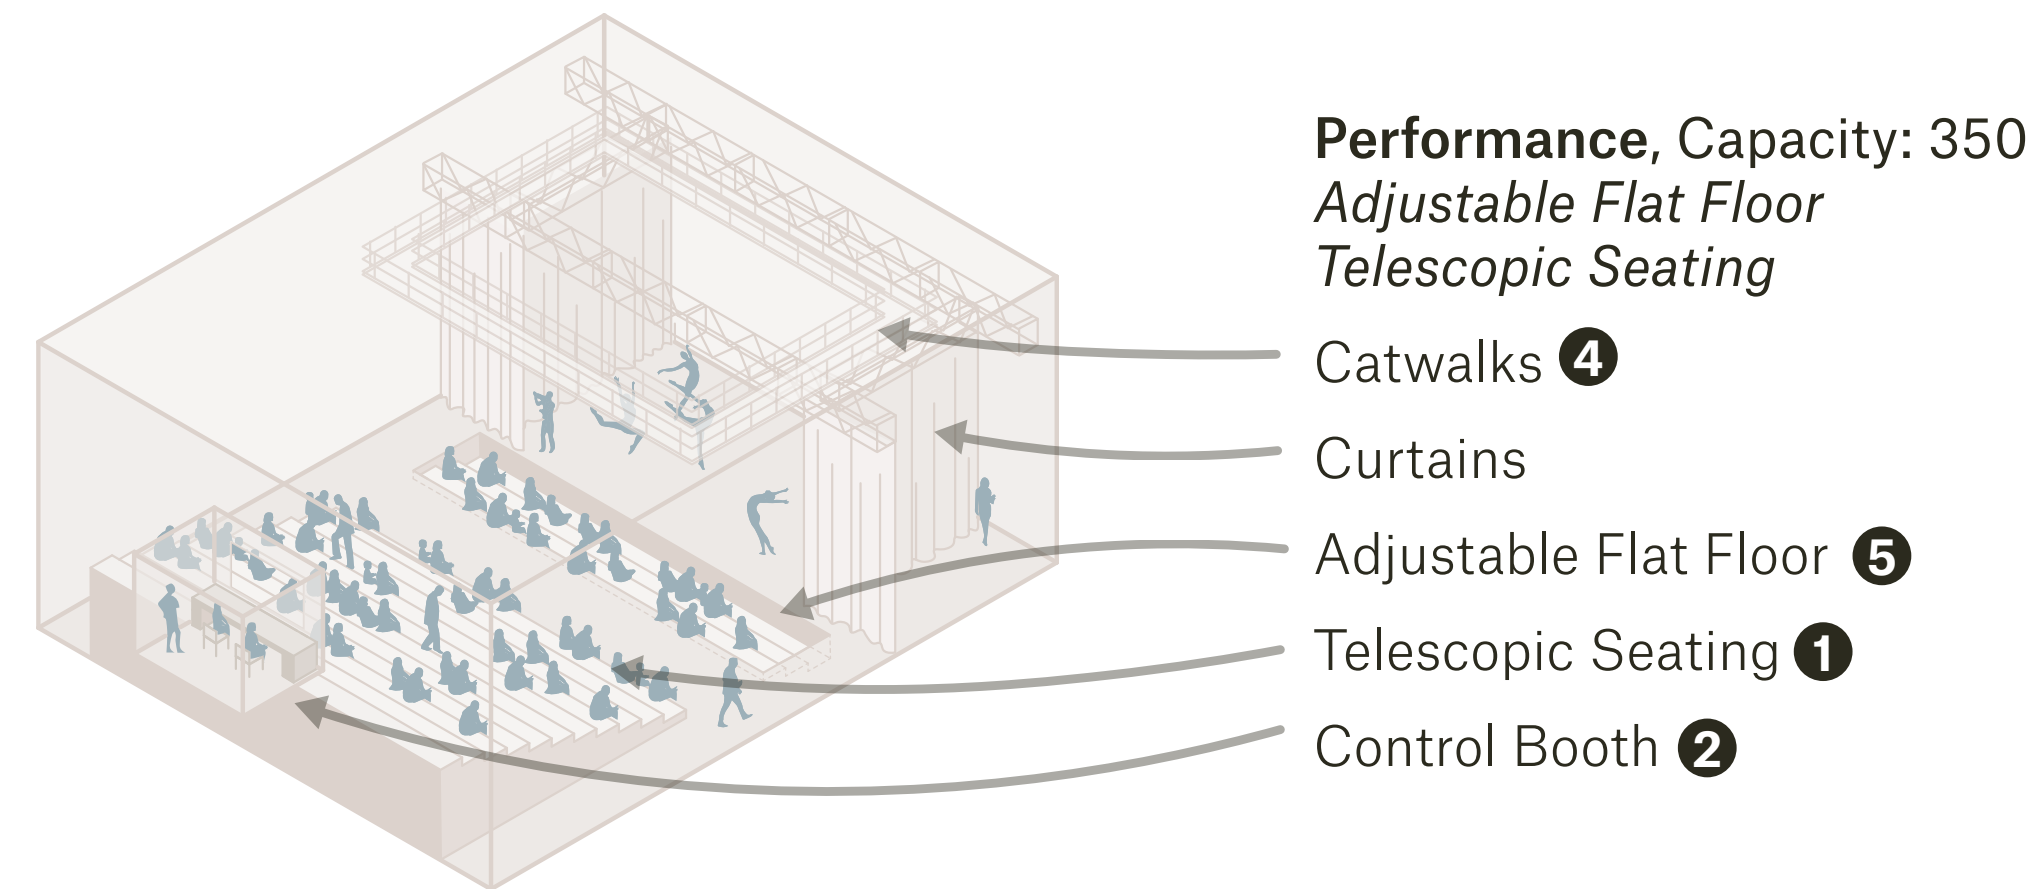 Performance, Capacity: 350
Adjustable Flat Floor
Telescopic Seating
Catwalks 4
Curtains
Adjustable Flat Floor 5
Telescopic Seating 1
Control Booth 2